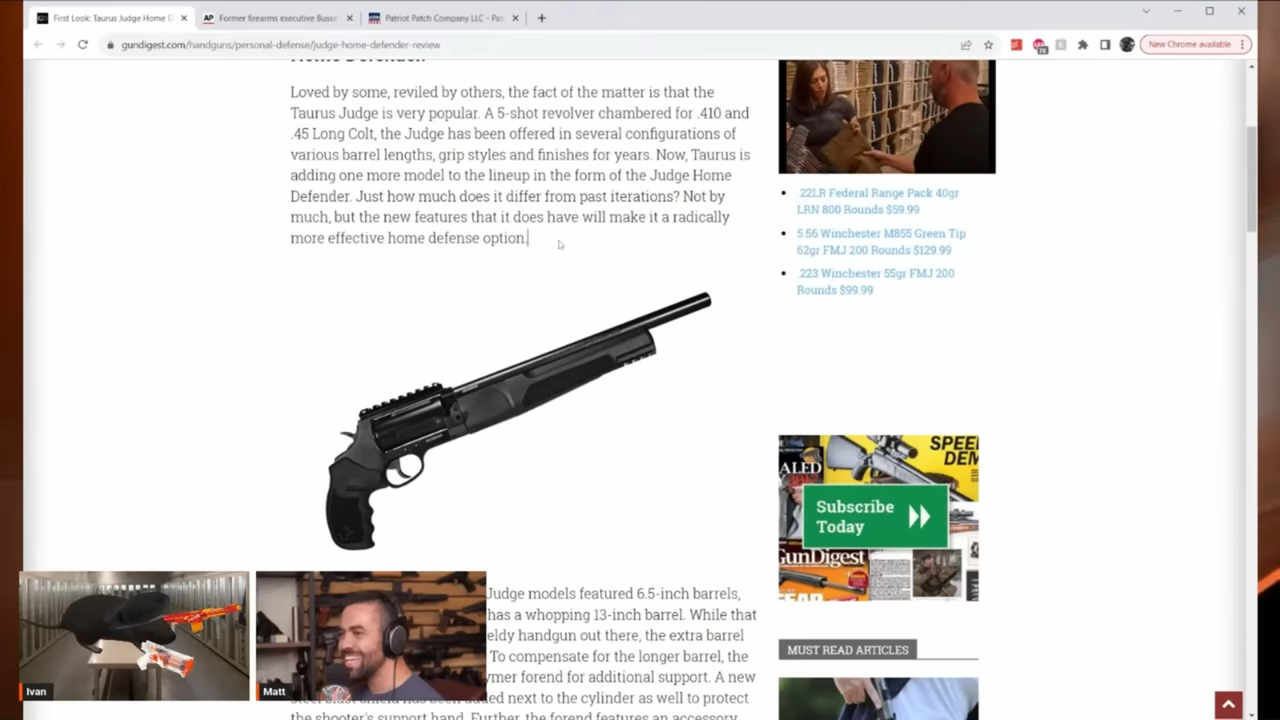 First Look: Taurus Judge Home D
Former firearms executive Busse
Patriot Patch Company LLC - Pat
gundigest.com/handguns/personal-defense/judge-home-defender-review
New Chrome available
Home Defender.
Loved by some, reviled by others, the fact of the matter is that the
Taurus Judge is very popular. A 5-shot revolver chambered for .410 and
.45 Long Colt, the Judge has been offered in several configurations of
various barrel lengths, grip styles and finishes for years. Now, Taurus is
adding one more model to the lineup in the form of the Judge Home
Defender. Just how much does it differ from past iterations? Not by
much, but the new features that it does have will make it a radically
more effective home defense option.
.22LR Federal Range Pack 40gr
LRN 800 Rounds $59.99
5.56 Winchester M855 Green Tip
62gr FMJ 200 Rounds $129.99
.223 Winchester 55gr FMJ 200
Rounds $99.99
SPEE
DEM
ALED
Subscribe
Today
GunDigest
FEAR
Judge models featured 6.5-inch barrels,
has a whopping 13-inch barrel. While that
eldy handgun out there, the extra barrel
To compensate for the longer barrel, the
ymer forend for additional support. A new
steel blast shield has been added next to the cylinder as well to protect
the shooter's support hand. Further, the forend features an accessory
MUST READ ARTICLES
Ivan
Matt